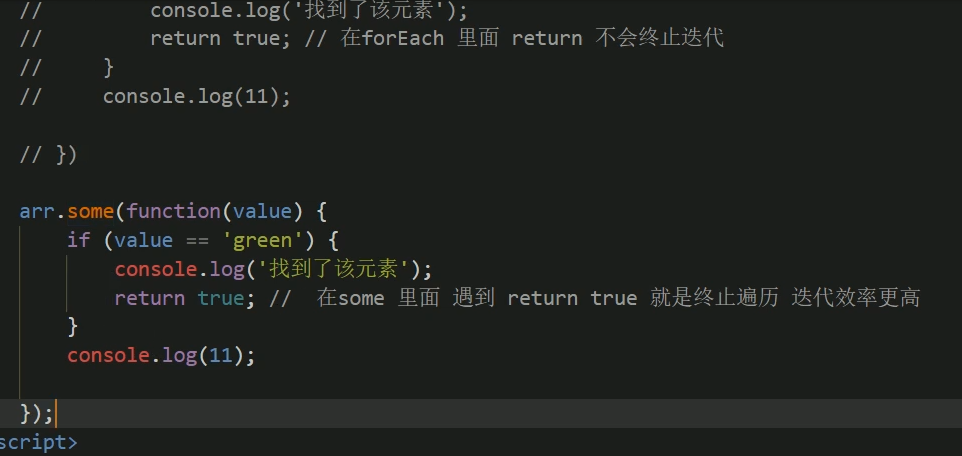 //         console.log('找到了该元素');
//         return true; // 在forEach 里面 return 不会终止迭代
//     }
//     console.log(11);
// })
arr.some(function(value) {
    if (value == 'green') {
        console.log('找到了该元素');
        return true; //  在some 里面 遇到 return true 就是终止遍历 迭代效率更高
    }
    console.log(11);
});
script>